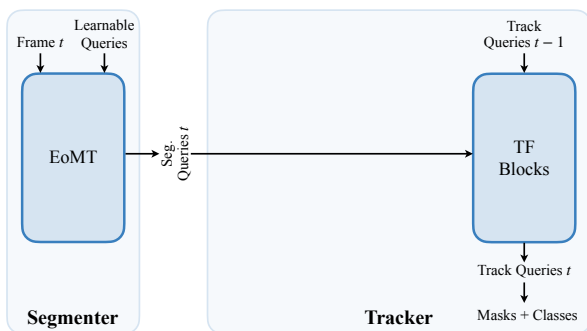 Frame t
Learnable
Queries
EoMT
Segmenter
Seg.
Queries t
Track
Queries t − 1
TF
Blocks
Track Queries t
Masks + Classes
Tracker